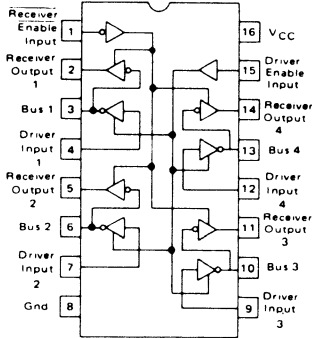 Receiver
Enable
Input
1
Receiver
Output
1
2
Bus 1
3
Driver
Input
1
4
Receiver
Output
2
5
Bus 2
6
Driver
Input
2
7
Gnd
8
16
VCC
15
Driver
Enable
Input
14
Receiver
Output
4
13
Bus 4
12
Driver
Input
4
11
Receiver
Output
3
10
Bus 3
9
Driver
Input
3